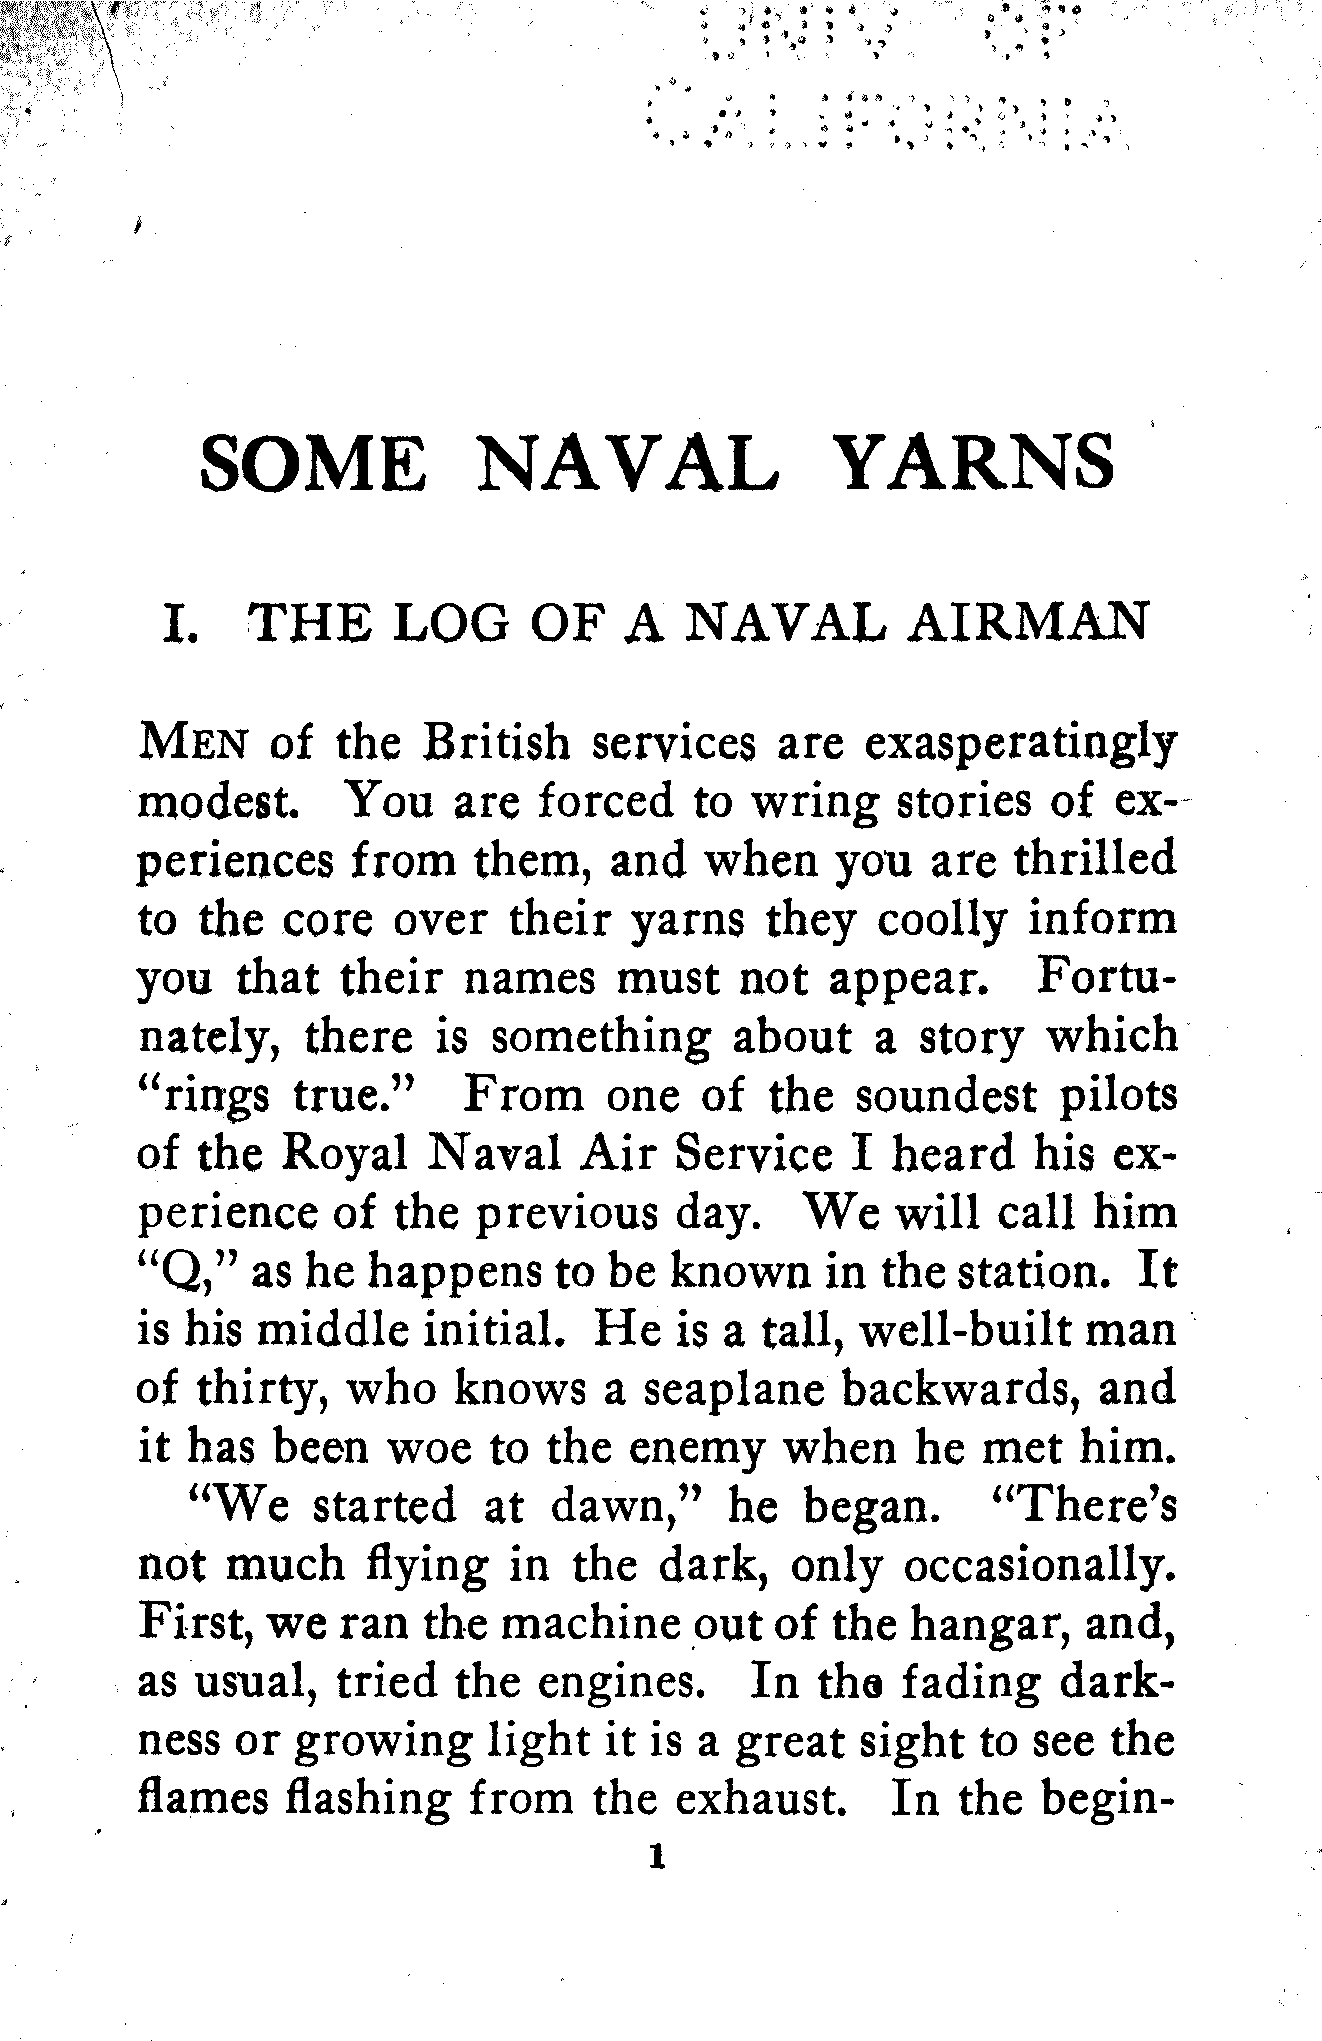 UNIV OF
CALIFORNIA
SOME NAVAL YARNS
I. THE LOG OF A NAVAL AIRMAN
MEN of the British services are exasperatingly
modest. You are forced to wring stories of ex-
periences from them, and when you are thrilled
to the core over their yarns they coolly inform
you that their names must not appear. Fortu-
nately, there is something about a story which
“rings true.” From one of the soundest pilots
of the Royal Naval Air Service I heard his ex-
perience of the previous day. We will call him
“Q,” as he happens to be known in the station. It
is his middle initial. He is a tall, well-built man
of thirty, who knows a seaplane backwards, and
it has been woe to the enemy when he met him.
“We started at dawn,” he began. “There’s
not much flying in the dark, only occasionally.
First, we ran the machine out of the hangar, and,
as usual, tried the engines. In the fading dark-
ness or growing light it is a great sight to see the
flames flashing from the exhaust. In the begin-
1